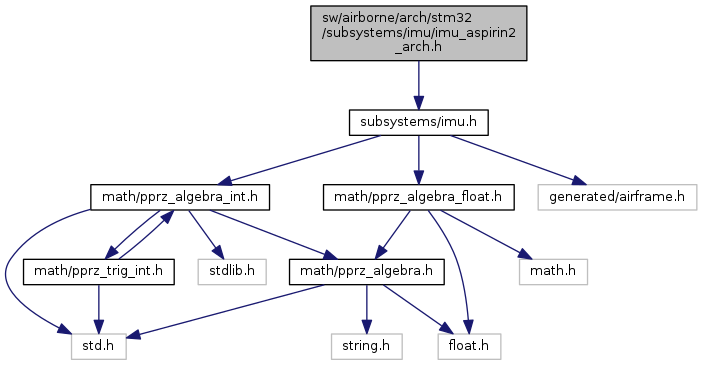 sw/airborne/arch/stm32
/subsystems/imu/imu_aspirin2
_arch.h
subsystems/imu.h
math/pprz_algebra_int.h
math/pprz_algebra_float.h
generated/airframe.h
math/pprz_trig_int.h
stdlib.h
math/pprz_algebra.h
math.h
std.h
string.h
float.h